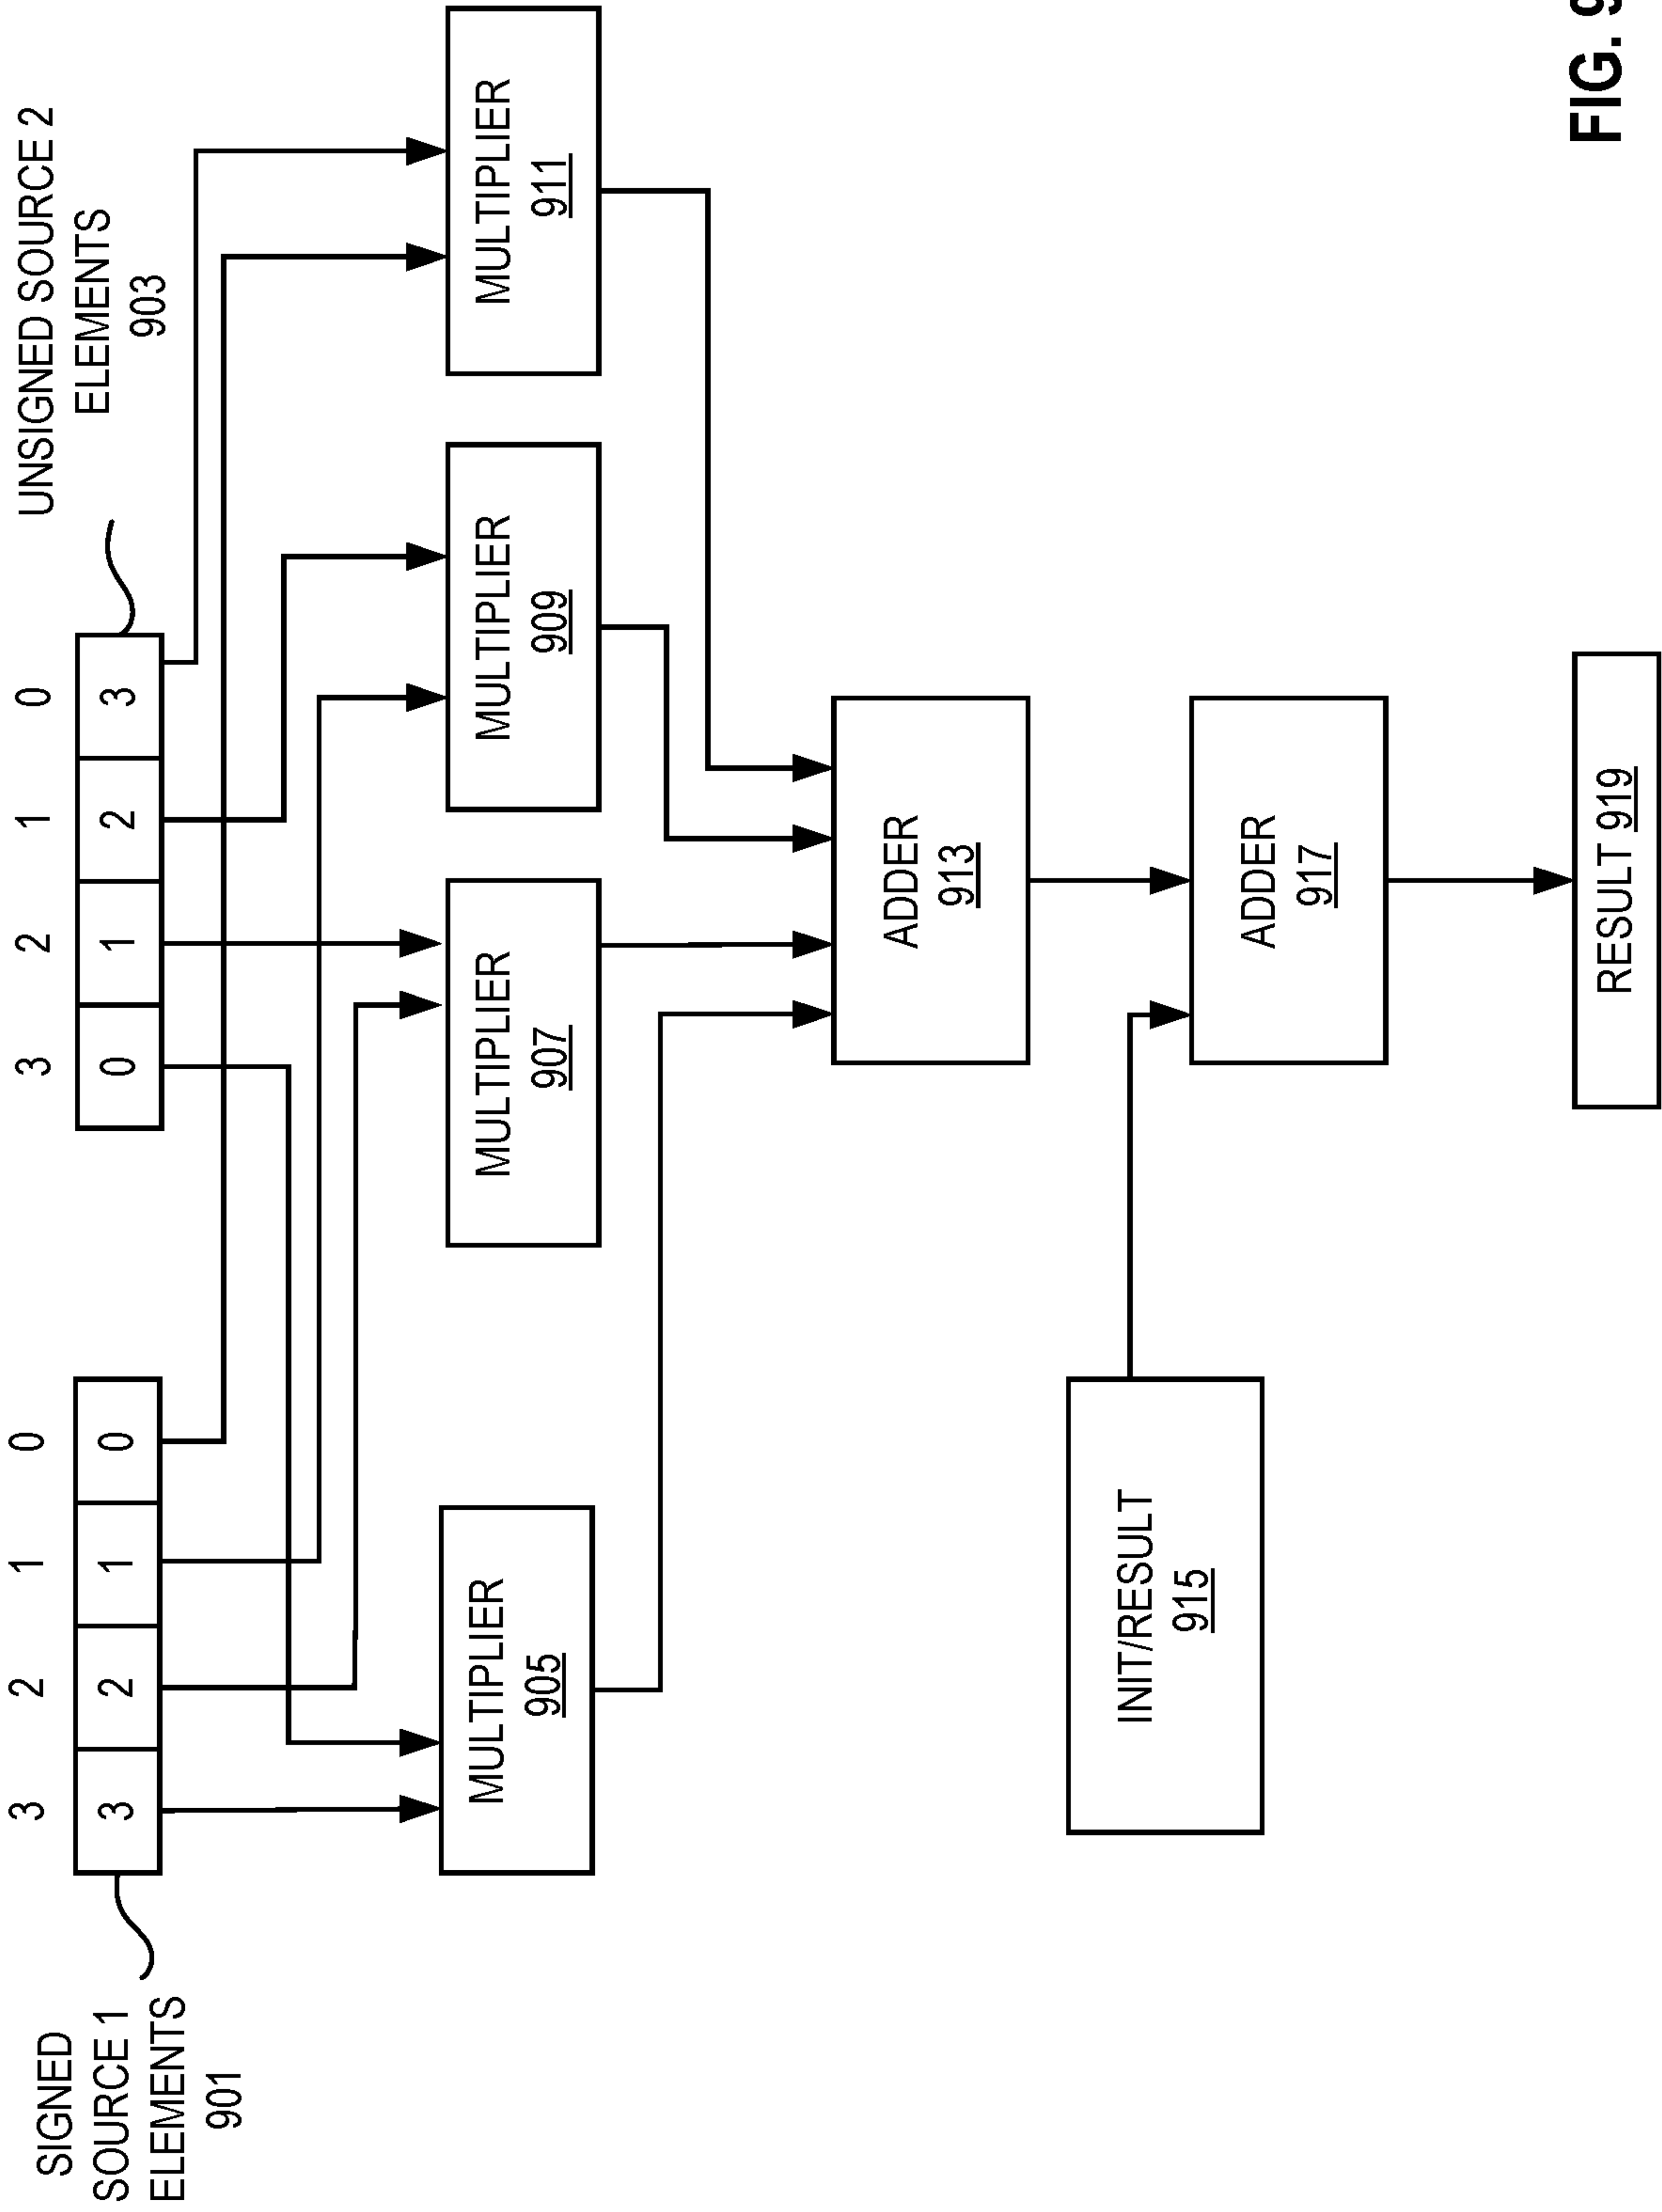 UNSIGNED SOURCE 2
ELEMENTS
903
SIGNED
SOURCE 1
ELEMENTS
901
3 2 1 0
3 2 1 0
3 2 1 0
0 1 2 3
MULTIPLIER
905
MULTIPLIER
907
MULTIPLIER
909
MULTIPLIER
911
ADDER
913
INIT/RESULT
915
ADDER
917
RESULT 919
FIG. 9